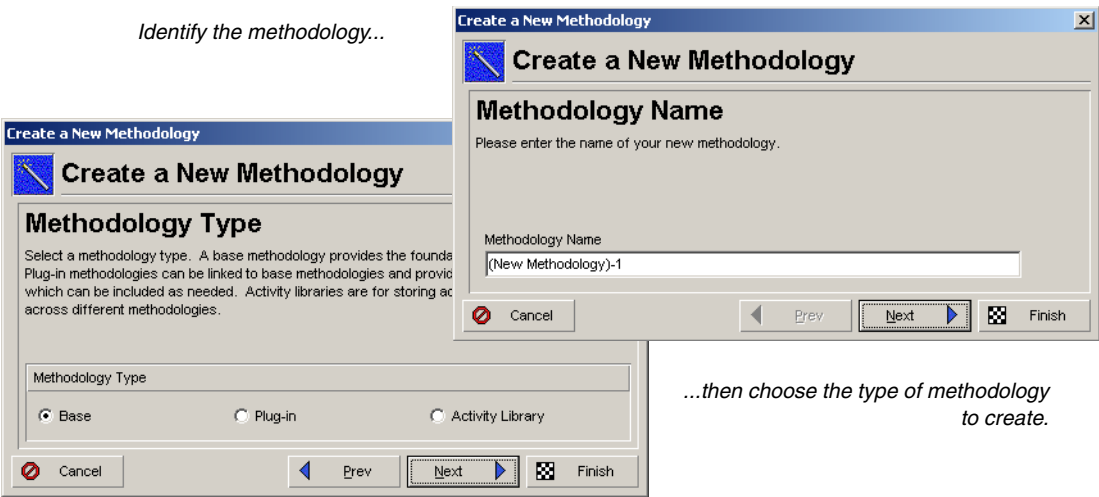 Identify the methodology...
Create a New Methodology
Create a New Methodology
Methodology Name
Please enter the name of your new methodology.
Methodology Name
(New Methodology)-1
Cancel
Prev
Next
Finish
Create a New Methodology
Create a New Methodology
Methodology Type
Select a methodology type. A base methodology provides the founda
Plug-in methodologies can be linked to base methodologies and provid
which can be included as needed. Activity libraries are for storing ac
across different methodologies.
Methodology Type
Base
Plug-in
Activity Library
Cancel
Prev
Next
Finish
...then choose the type of methodology
to create.